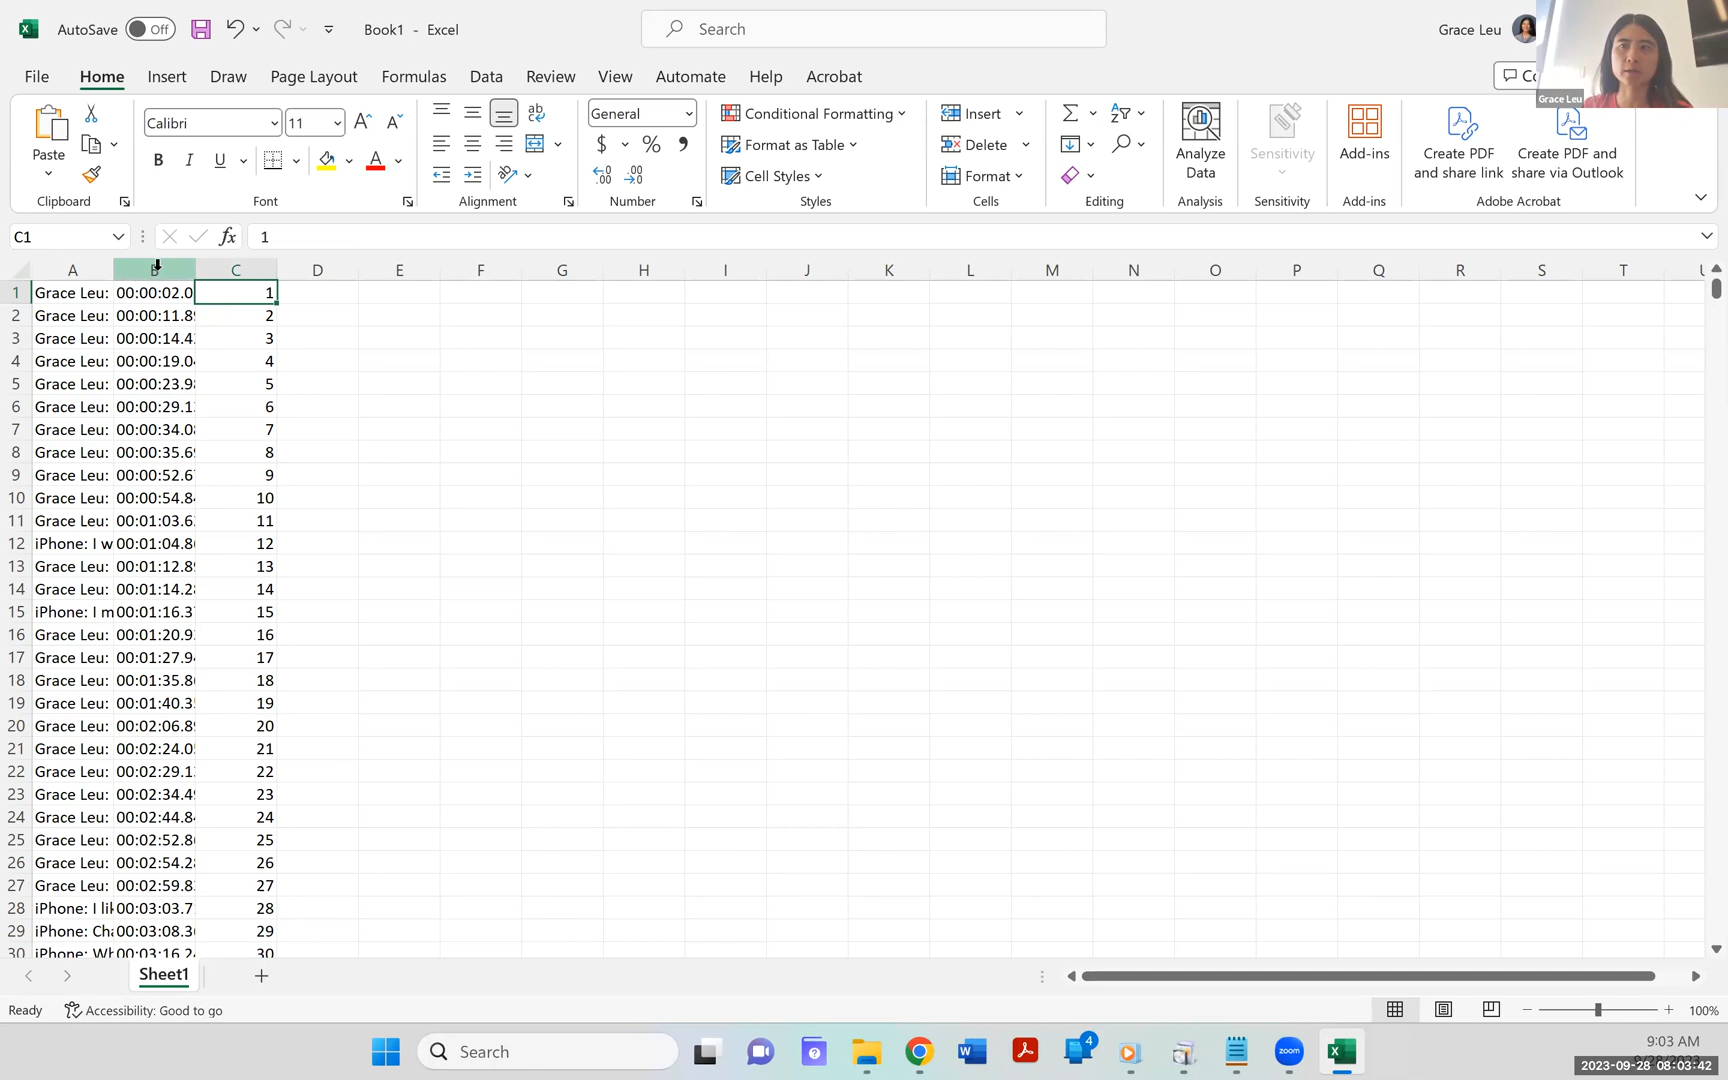 AutoSave Off Book1 - Excel Search Grace Leu
File Home Insert Draw Page Layout Formulas Data Review View Automate Help Acrobat
Grace Leu
Paste
Clipboard
Calibri 11
B I U A
Font
ab
Alignment
General
$ % 9
Number
Conditional Formatting
Format as Table
Cell Styles
Styles
Insert
Delete
Format
Cells
Editing
Analyze
Data
Analysis
Sensitivity
Sensitivity
Add-ins
Add-ins
Create PDF
and share link
Create PDF and
share via Outlook
Adobe Acrobat
C1 fx 1
A B C D E F G H I J K L M N O P Q R S T
1 Grace Leu: 00:00:02.0 1
2 Grace Leu: 00:00:11.8 2
3 Grace Leu: 00:00:14.4 3
4 Grace Leu: 00:00:19.0 4
5 Grace Leu: 00:00:23.9 5
6 Grace Leu: 00:00:29.1 6
7 Grace Leu: 00:00:34.0 7
8 Grace Leu: 00:00:35.6 8
9 Grace Leu: 00:00:52.6 9
10 Grace Leu: 00:00:54.8 10
11 Grace Leu: 00:01:03.6 11
12 iPhone: I w 00:01:04.8 12
13 Grace Leu: 00:01:12.8 13
14 Grace Leu: 00:01:14.2 14
15 iPhone: I m 00:01:16.3 15
16 Grace Leu: 00:01:20.9 16
17 Grace Leu: 00:01:27.9 17
18 Grace Leu: 00:01:35.8 18
19 Grace Leu: 00:01:40.3 19
20 Grace Leu: 00:02:06.8 20
21 Grace Leu: 00:02:24.0 21
22 Grace Leu: 00:02:29.1 22
23 Grace Leu: 00:02:34.4 23
24 Grace Leu: 00:02:44.8 24
25 Grace Leu: 00:02:52.8 25
26 Grace Leu: 00:02:54.2 26
27 Grace Leu: 00:02:59.8 27
28 iPhone: I li 00:03:03.7 28
29 iPhone: Ch 00:03:08.3 29
30 iPhone: Wh 00:03:16.2 30
Sheet1
Ready Accessibility: Good to go 100%
Search 4 zoom 9:03 AM
2023-09-28 08:03:42